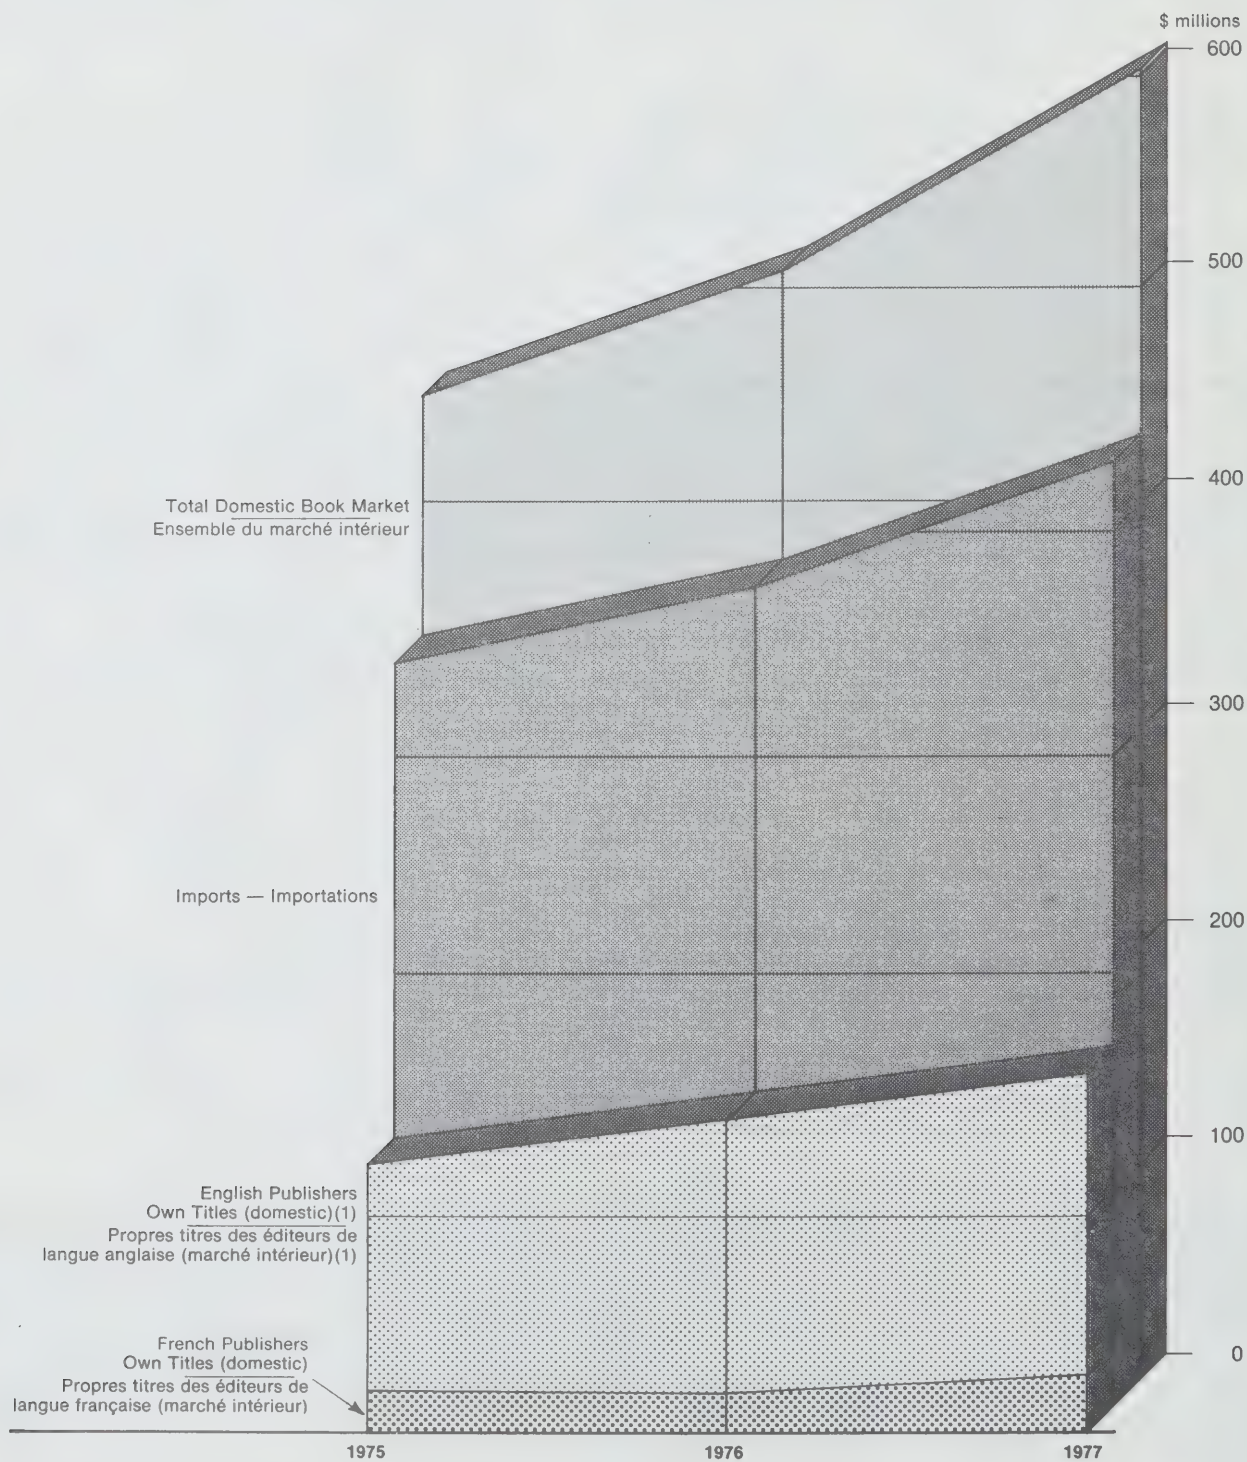 $ millions
600
500
400
300
200
100
0
Total Domestic Book Market
Ensemble du marché intérieur
Imports — Importations
English Publishers
Own Titles (domestic)(1)
Propres titres des éditeurs de
langue anglaise (marché intérieur)(1)
French Publishers
Own Titles (domestic)
Propres titres des éditeurs de
langue française (marché intérieur)
1975
1976
1977